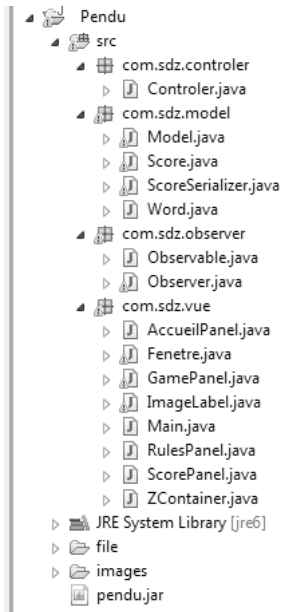 Pendu
src
com.sdz.controler
Controler.java
com.sdz.model
Model.java
Score.java
ScoreSerializer.java
Word.java
com.sdz.observer
Observable.java
Observer.java
com.sdz.vue
AccueilPanel.java
Fenetre.java
GamePanel.java
ImageLabel.java
Main.java
RulesPanel.java
ScorePanel.java
ZContainer.java
JRE System Library [jre6]
file
images
pendu.jar